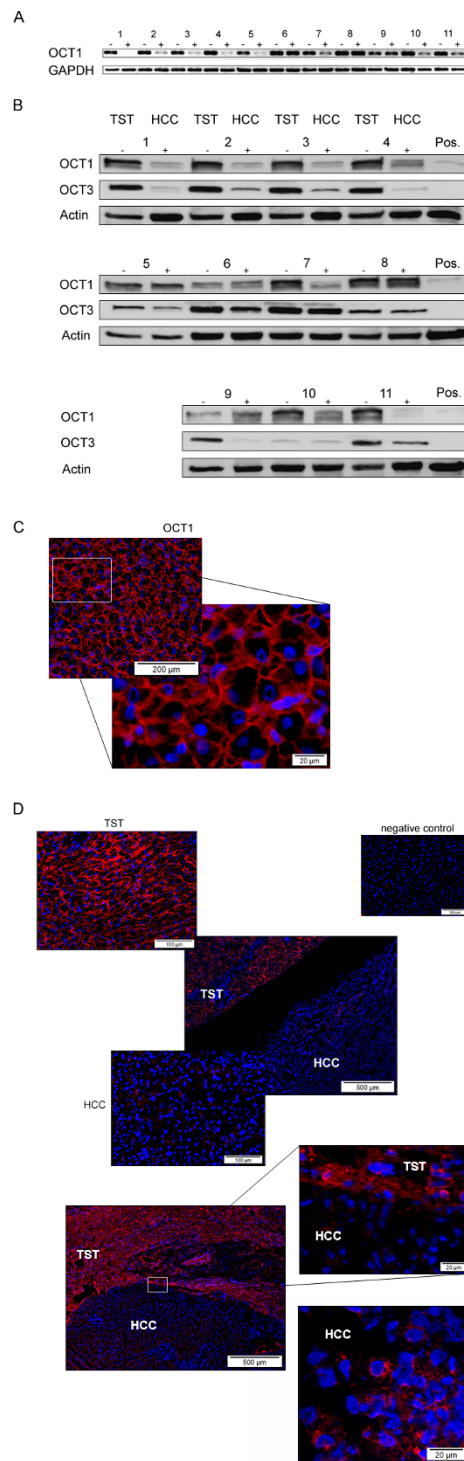 A
1 2 3 4 5 6 7 8 9 10 11
- + - + - + - + - + - + - + - + - + - + - +
OCT1
GAPDH
B
TST HCC TST HCC TST HCC TST HCC
1 2 3 4 Pos.
- + - + - + - +
OCT1
OCT3
Actin
5 6 7 8 Pos.
- + - + - + - +
OCT1
OCT3
Actin
9 10 11 Pos.
- + - + - +
OCT1
OCT3
Actin
C
OCT1
200 µm
20 µm
D
TST
negative control
100 µm
TST
HCC
500 µm
HCC
100 µm
TST
HCC
20 µm
TST
HCC
500 µm
HCC
20 µm